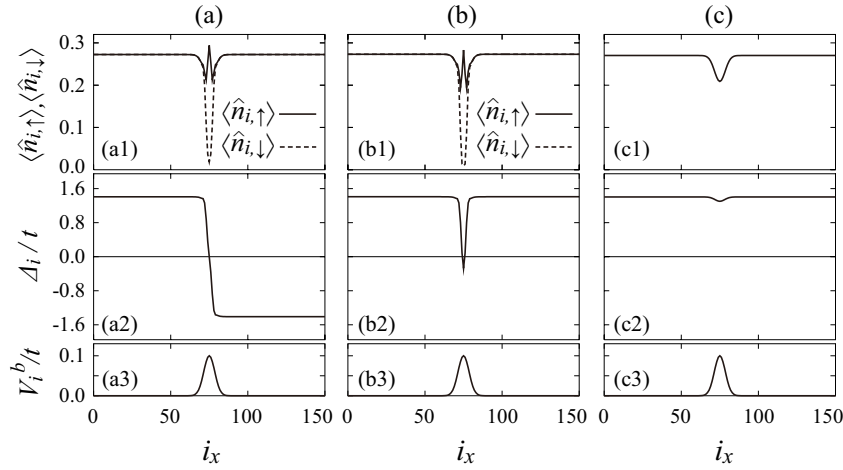 (a) (b) (c)
⟨n̂i,↑⟩,⟨n̂i,↓⟩
0.3
0.2
0.1
0.0
⟨n̂i,↑⟩
⟨n̂i,↓⟩
(a1)
⟨n̂i,↑⟩
⟨n̂i,↓⟩
(b1)
(c1)
Δi / t
1.6
0.8
0.0
-0.8
-1.6
(a2)
(b2)
(c2)
Vi^b/t
0.1
0.0
(a3)
(b3)
(c3)
0 50 100 150 0 50 100 150 0 50 100 150
ix ix ix